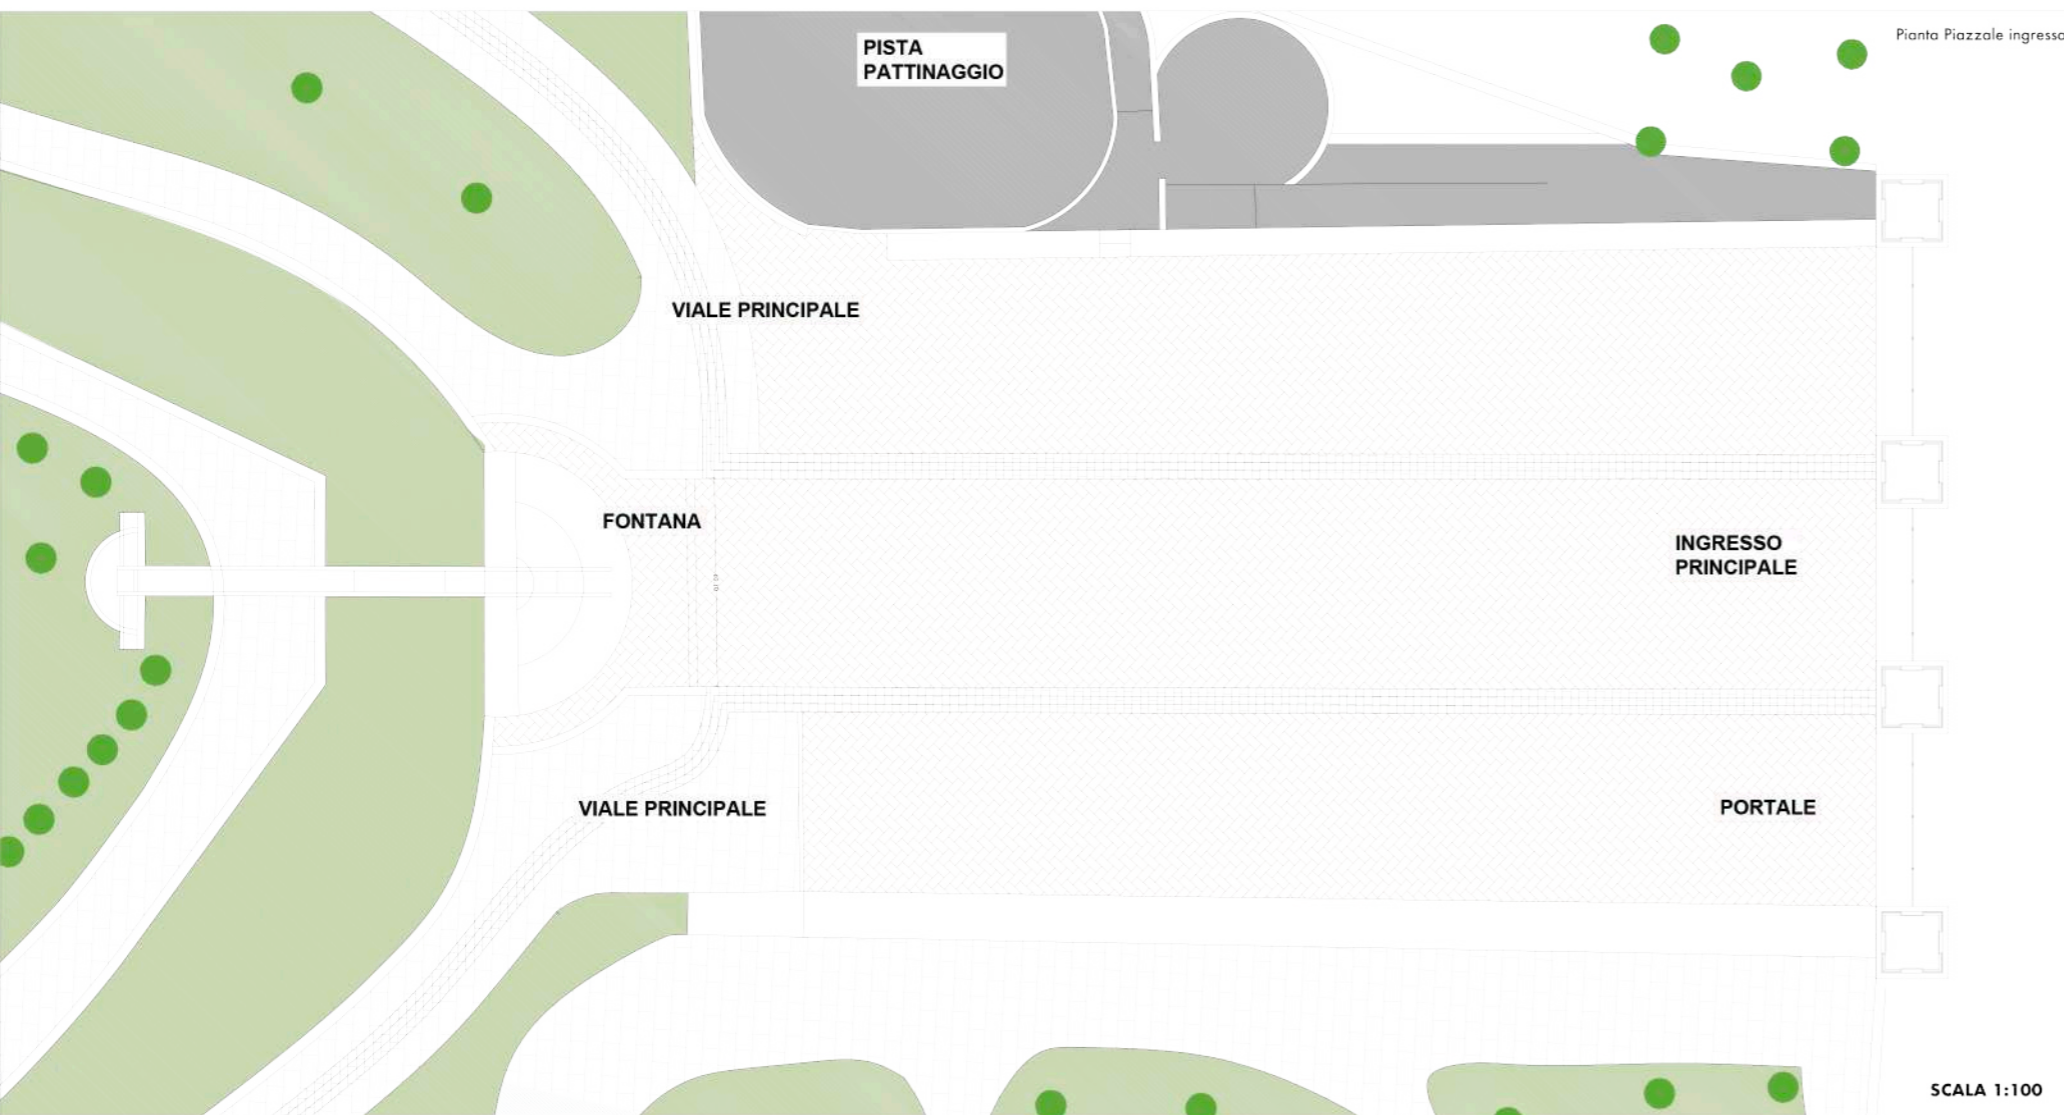 PISTA
PATTINAGGIO
Pianta Piazzale ingresso
VIALE PRINCIPALE
FONTANA
INGRESSO
PRINCIPALE
VIALE PRINCIPALE
PORTALE
SCALA 1:100